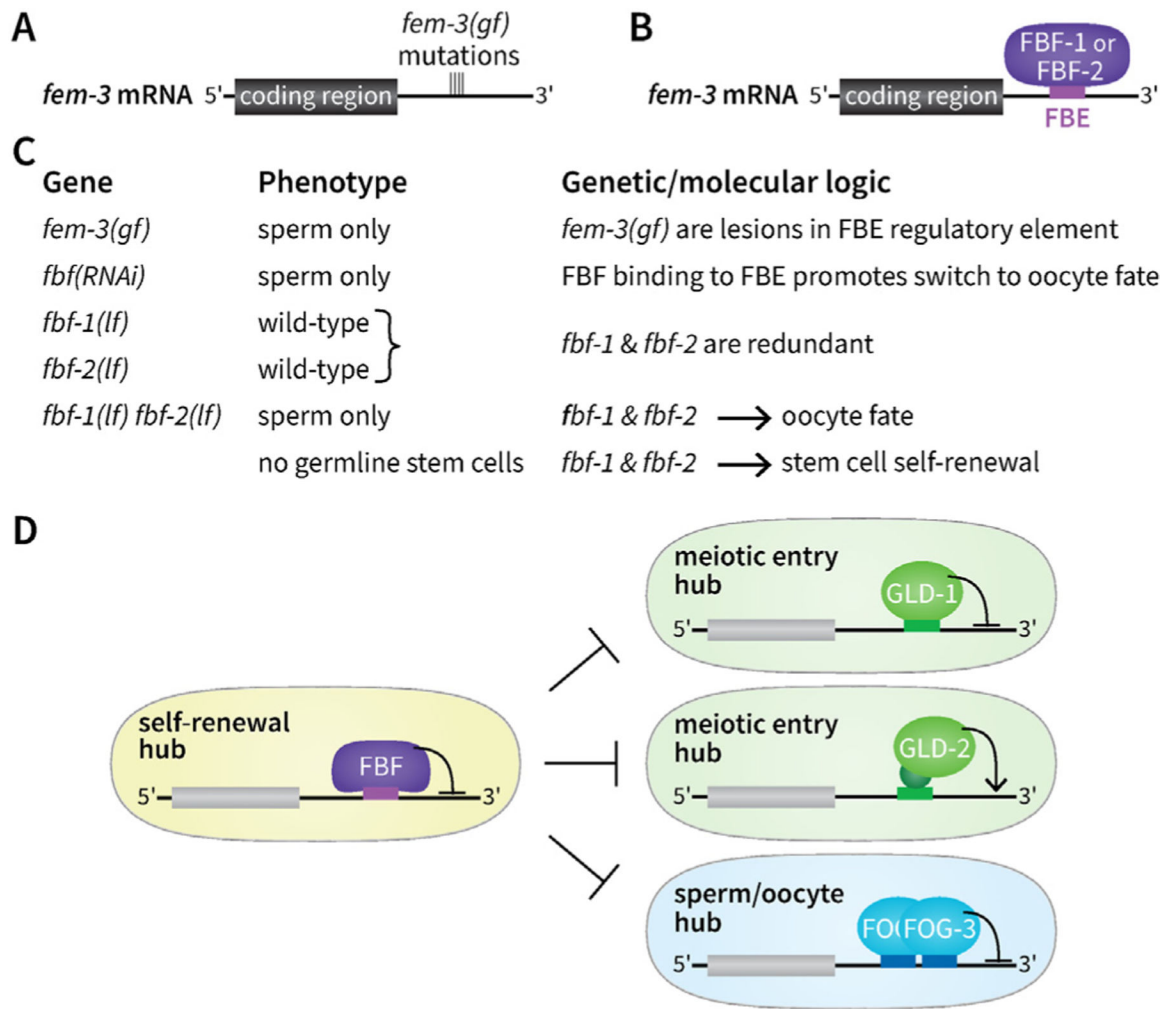 A
fem-3(gf)
mutations
fem-3 mRNA 5' coding region 3'
B
FBF-1 or
FBF-2
fem-3 mRNA 5' coding region 3'
FBE
C
Gene Phenotype Genetic/molecular logic
fem-3(gf) sperm only fem-3(gf) are lesions in FBE regulatory element
fbf(RNAi) sperm only FBF binding to FBE promotes switch to oocyte fate
fbf-1(lf) wild-type
fbf-1 & fbf-2 are redundant
fbf-2(lf) wild-type
fbf-1(lf) fbf-2(lf) sperm only fbf-1 & fbf-2 → oocyte fate
no germline stem cells fbf-1 & fbf-2 → stem cell self-renewal
D
self-renewal
hub
FBF
5' 3'
meiotic entry
hub
GLD-1
5' 3'
meiotic entry
hub
GLD-2
5' 3'
sperm/oocyte
hub
FOG-3
5' 3'